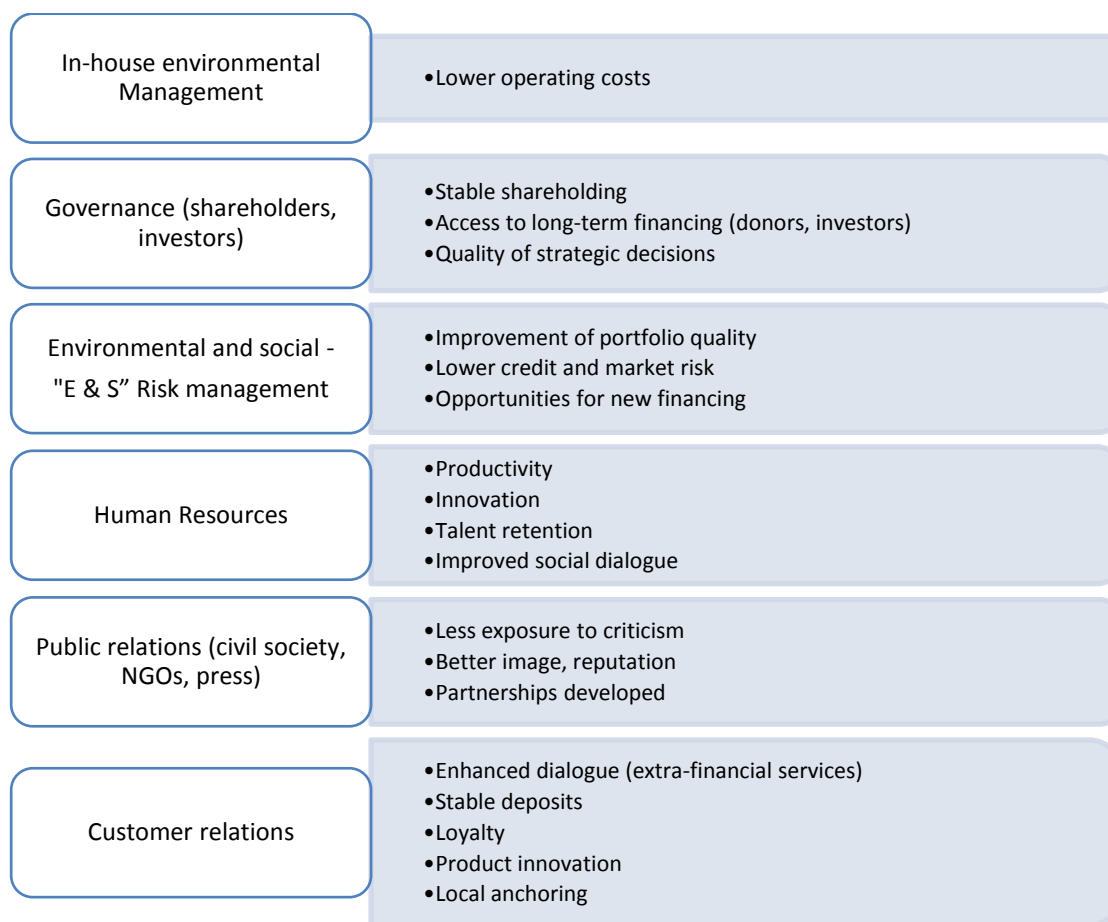 In-house environmental
Management
•Lower operating costs
Governance (shareholders,
investors)
•Stable shareholding
•Access to long-term financing (donors, investors)
•Quality of strategic decisions
Environmental and social -
"E & S” Risk management
•Improvement of portfolio quality
•Lower credit and market risk
•Opportunities for new financing
Human Resources
•Productivity
•Innovation
•Talent retention
•Improved social dialogue
Public relations (civil society,
NGOs, press)
•Less exposure to criticism
•Better image, reputation
•Partnerships developed
Customer relations
•Enhanced dialogue (extra-financial services)
•Stable deposits
•Loyalty
•Product innovation
•Local anchoring